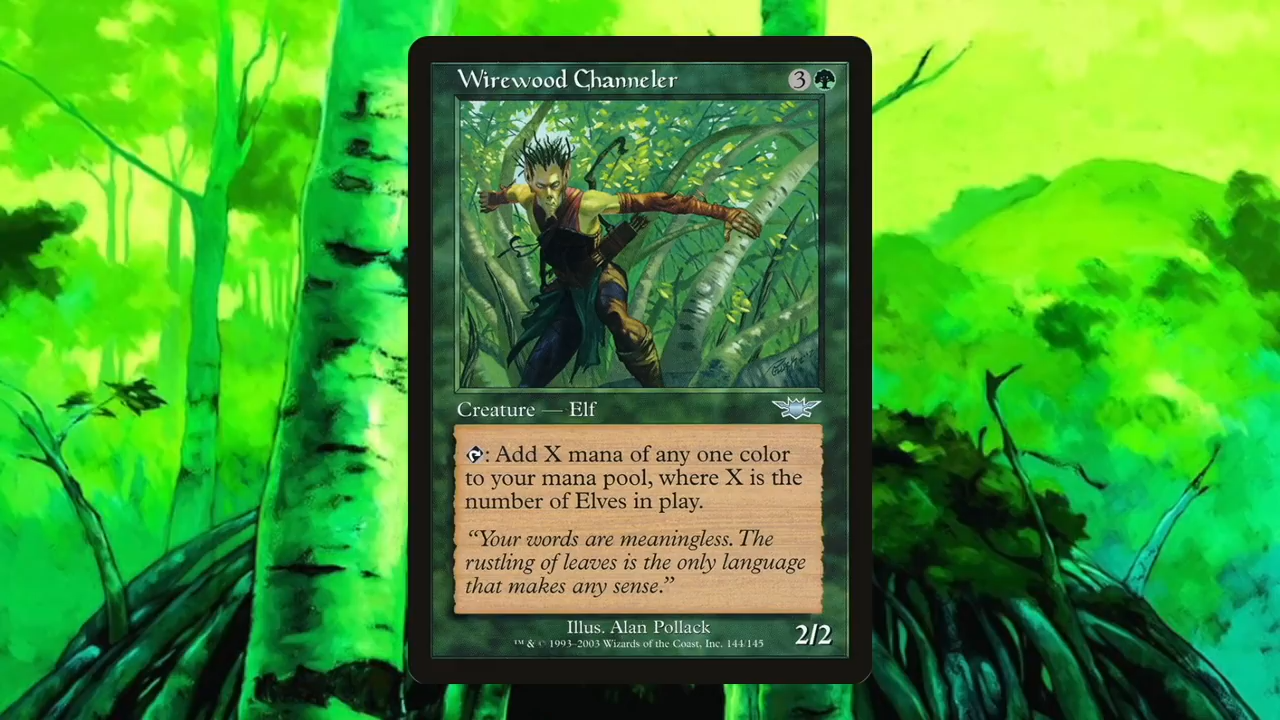 Wirewood Channeler 3
Creature — Elf
: Add X mana of any one color
to your mana pool, where X is the
number of Elves in play.
“Your words are meaningless. The
rustling of leaves is the only language
that makes any sense.”
Illus. Alan Pollack
™ & © 1993–2003 Wizards of the Coast, Inc. 144/145
2/2